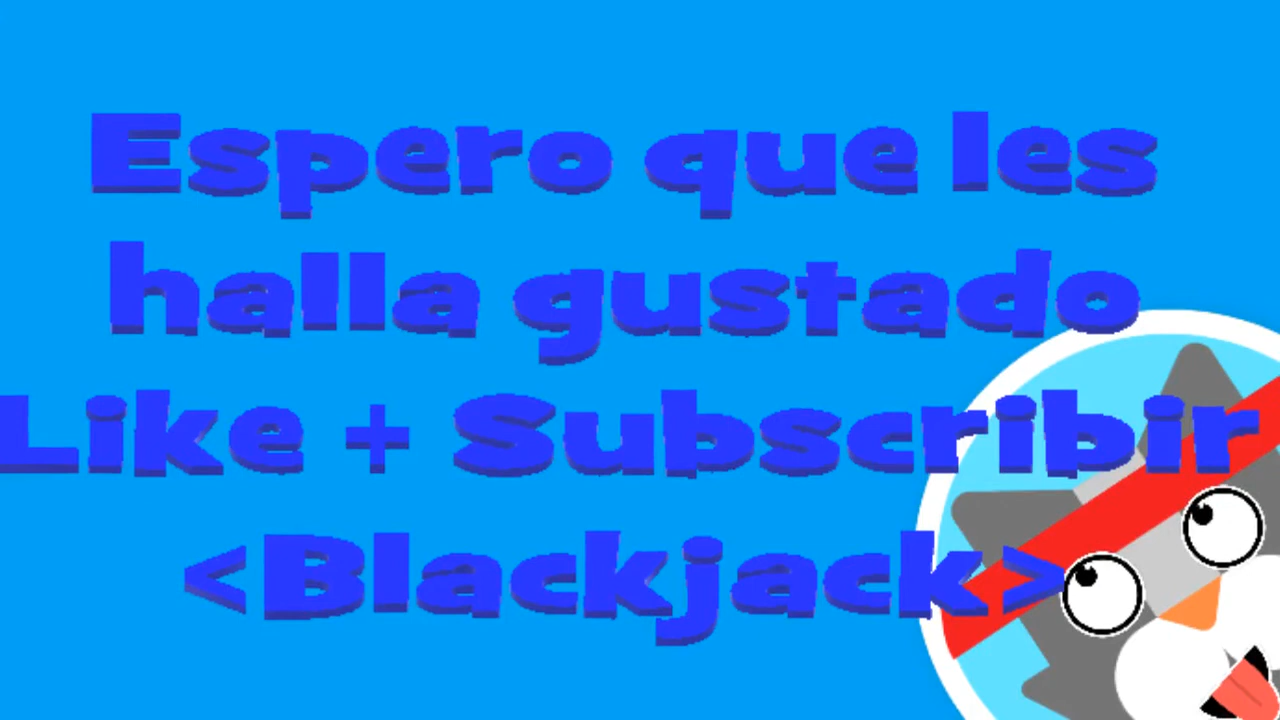 Espero que les
halla gustado
Like + Subscribir
<Blackjack>